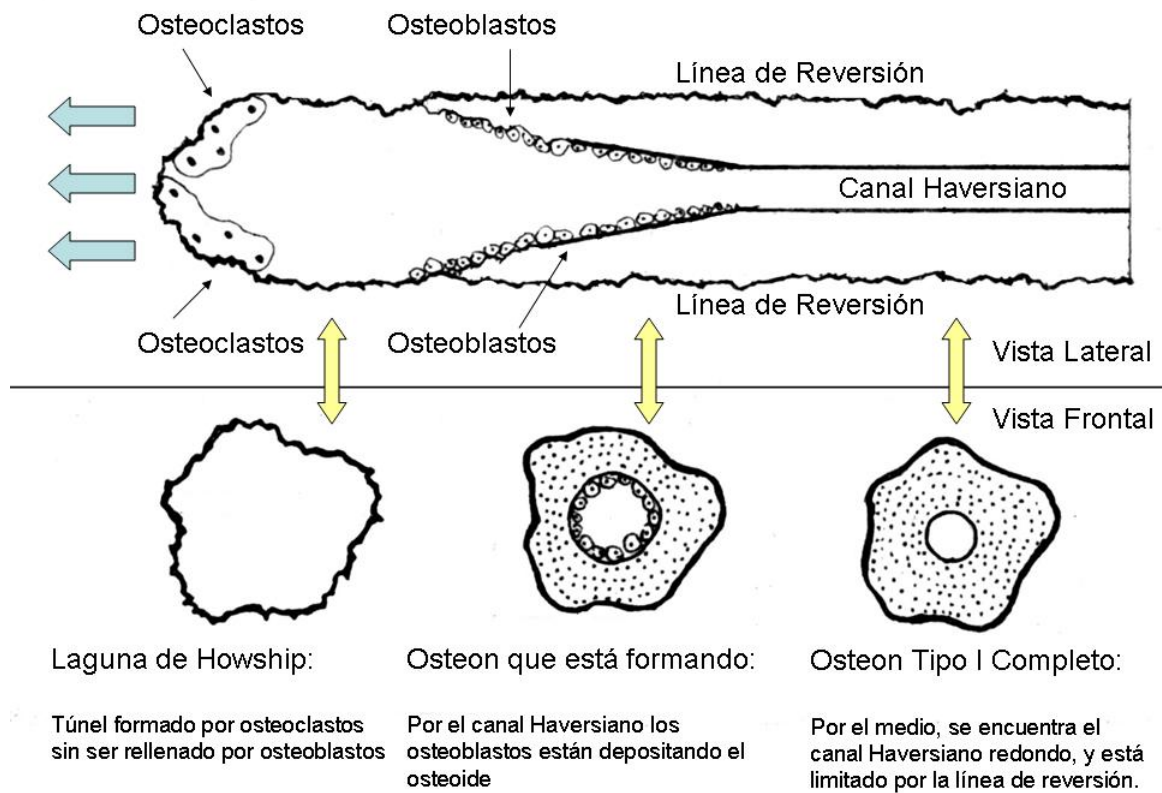 Osteoclastos
Osteoblastos
Línea de Reversión
Canal Haversiano
Línea de Reversión
Osteoclastos
Osteoblastos
Vista Lateral
Vista Frontal
Laguna de Howship:
Túnel formado por osteoclastos
sin ser rellenado por osteoblastos
Osteon que está formando:
Por el canal Haversiano los
osteoblastos están depositando el
osteoide
Osteon Tipo I Completo:
Por el medio, se encuentra el
canal Haversiano redondo, y está
limitado por la línea de reversión.